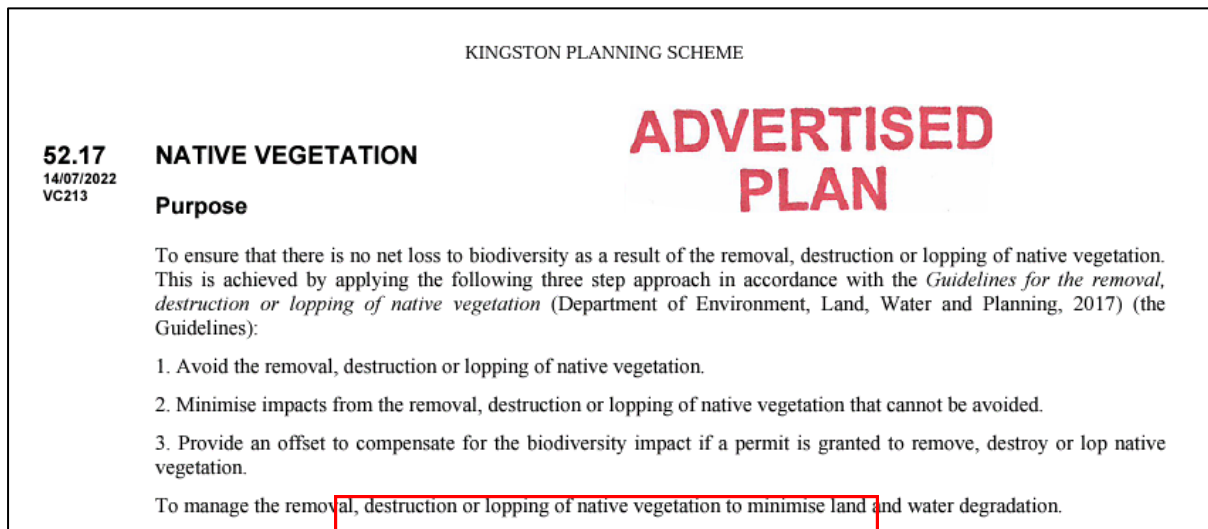 KINGSTON PLANNING SCHEME
ADVERTISED
PLAN
52.17 NATIVE VEGETATION
14/07/2022
VC213
Purpose
To ensure that there is no net loss to biodiversity as a result of the removal, destruction or lopping of native vegetation.
This is achieved by applying the following three step approach in accordance with the Guidelines for the removal,
destruction or lopping of native vegetation (Department of Environment, Land, Water and Planning, 2017) (the
Guidelines):
1. Avoid the removal, destruction or lopping of native vegetation.
2. Minimise impacts from the removal, destruction or lopping of native vegetation that cannot be avoided.
3. Provide an offset to compensate for the biodiversity impact if a permit is granted to remove, destroy or lop native
vegetation.
To manage the removal, destruction or lopping of native vegetation to minimise land and water degradation.